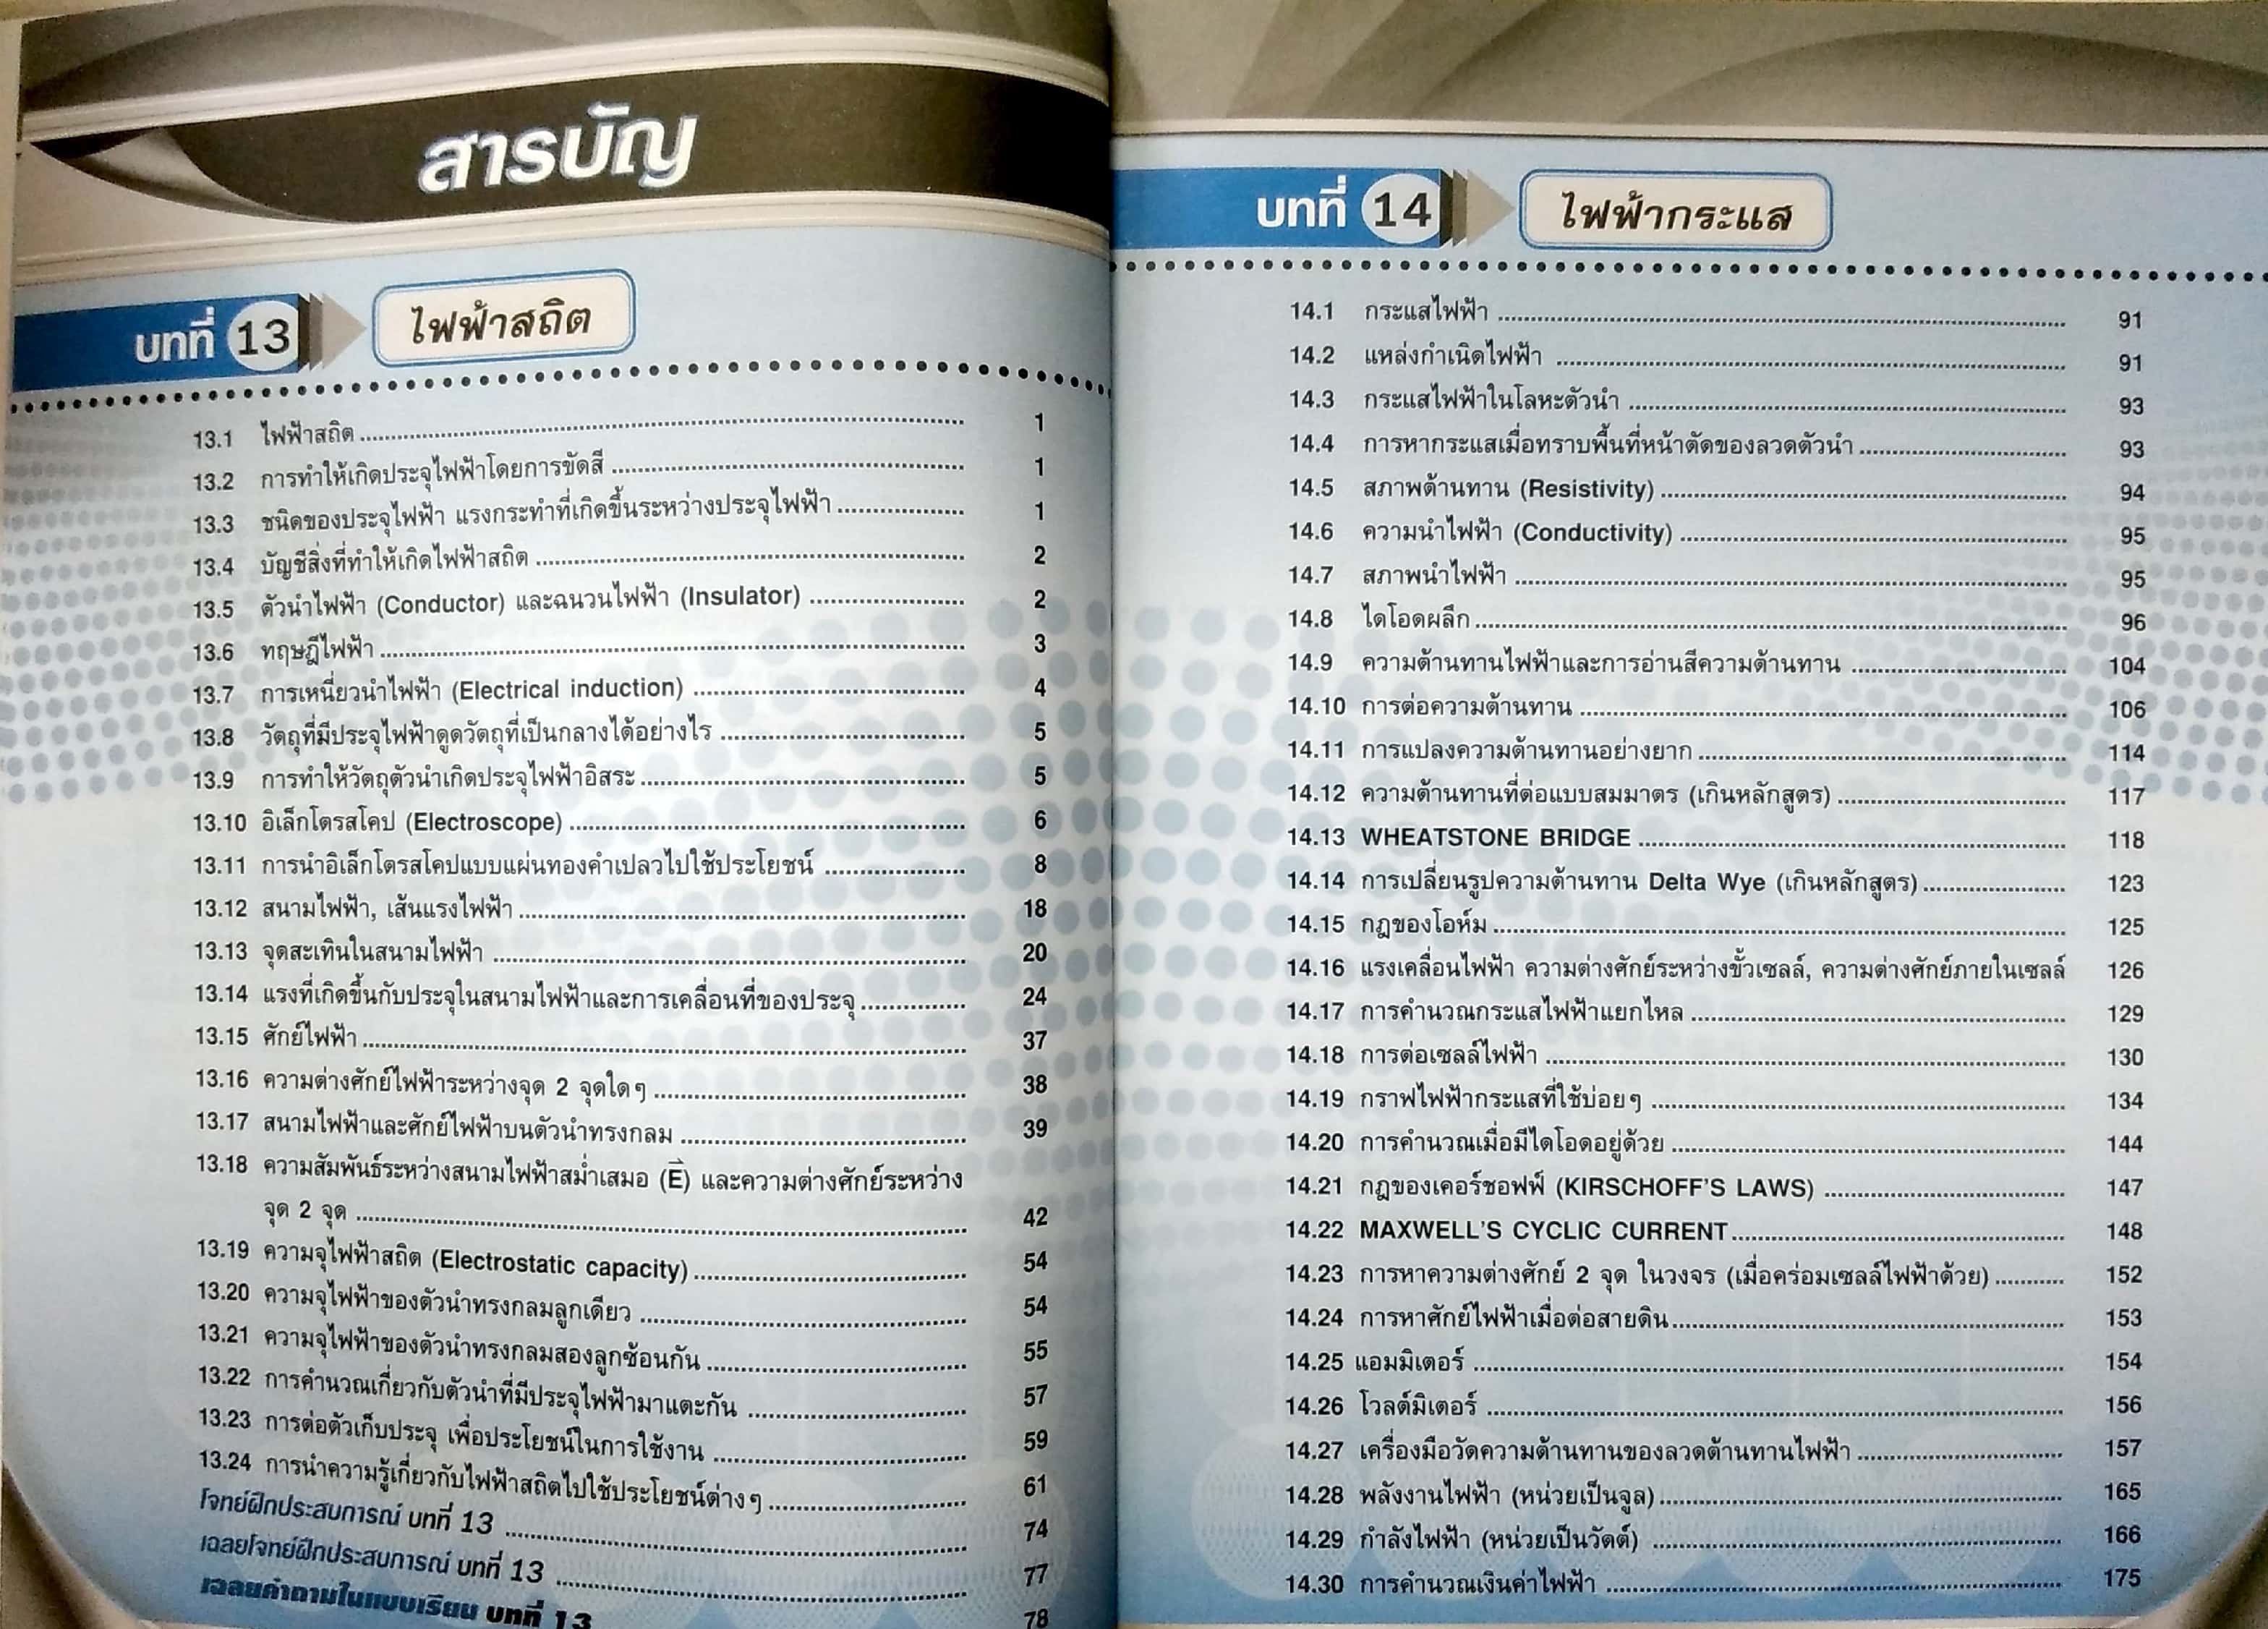 สารบัญ
บทที่ 13 ไฟฟ้าสถิต
13.1 ไฟฟ้าสถิต 1
13.2 การทำให้เกิดประจุไฟฟ้าโดยการขัดสี 1
13.3 ชนิดของประจุไฟฟ้า แรงกระทำที่เกิดขึ้นระหว่างประจุไฟฟ้า 1
13.4 บัญชีสิ่งที่ทำให้เกิดไฟฟ้าสถิต 2
13.5 ตัวนำไฟฟ้า (Conductor) และฉนวนไฟฟ้า (Insulator) 2
13.6 ทฤษฎีไฟฟ้า 3
13.7 การเหนี่ยวนำไฟฟ้า (Electrical induction) 4
13.8 วัตถุที่มีประจุไฟฟ้าดูดวัตถุที่เป็นกลางได้อย่างไร 5
13.9 การทำให้วัตถุตัวนำเกิดประจุไฟฟ้าอิสระ 5
13.10 อิเล็กโตรสโคป (Electroscope) 6
13.11 การนำอิเล็กโตรสโคปแบบแผ่นทองคำเปลวไปใช้ประโยชน์ 8
13.12 สนามไฟฟ้า, เส้นแรงไฟฟ้า 18
13.13 จุดสะเทินในสนามไฟฟ้า 20
13.14 แรงที่เกิดขึ้นกับประจุในสนามไฟฟ้าและการเคลื่อนที่ของประจุ 24
13.15 ศักย์ไฟฟ้า 37
13.16 ความต่างศักย์ไฟฟ้าระหว่างจุด 2 จุดใดๆ 38
13.17 สนามไฟฟ้าและศักย์ไฟฟ้าบนตัวนำทรงกลม 39
13.18 ความสัมพันธ์ระหว่างสนามไฟฟ้าสม่ำเสมอ (E⃗) และความต่างศักย์ระหว่าง
จุด 2 จุด 42
13.19 ความจุไฟฟ้าสถิต (Electrostatic capacity) 54
13.20 ความจุไฟฟ้าของตัวนำทรงกลมลูกเดียว 54
13.21 ความจุไฟฟ้าของตัวนำทรงกลมสองลูกซ้อนกัน 55
13.22 การคำนวณเกี่ยวกับตัวนำที่มีประจุไฟฟ้ามาแตะกัน 57
13.23 การต่อตัวเก็บประจุ เพื่อประโยชน์ในการใช้งาน 59
13.24 การนำความรู้เกี่ยวกับไฟฟ้าสถิตไปใช้ประโยชน์ต่างๆ 61
โจทย์ฝึกประสบการณ์ บทที่ 13 74
เฉลยโจทย์ฝึกประสบการณ์ บทที่ 13 77
เฉลยคำถามในแบบเรียน บทที่ 13 78
บทที่ 14 ไฟฟ้ากระแส
14.1 กระแสไฟฟ้า 91
14.2 แหล่งกำเนิดไฟฟ้า 91
14.3 กระแสไฟฟ้าในโลหะตัวนำ 93
14.4 การหากระแสเมื่อทราบพื้นที่หน้าตัดของลวดตัวนำ 93
14.5 สภาพต้านทาน (Resistivity) 94
14.6 ความนำไฟฟ้า (Conductivity) 95
14.7 สภาพนำไฟฟ้า 95
14.8 ไดโอดผลึก 96
14.9 ความต้านทานไฟฟ้าและการอ่านสีความต้านทาน 104
14.10 การต่อความต้านทาน 106
14.11 การแปลงความต้านทานอย่างยาก 114
14.12 ความต้านทานที่ต่อแบบสมมาตร (เกินหลักสูตร) 117
14.13 WHEATSTONE BRIDGE 118
14.14 การเปลี่ยนรูปความต้านทาน Delta Wye (เกินหลักสูตร) 123
14.15 กฎของโอห์ม 125
14.16 แรงเคลื่อนไฟฟ้า ความต่างศักย์ระหว่างขั้วเซลล์, ความต่างศักย์ภายในเซลล์ 126
14.17 การคำนวณกระแสไฟฟ้าแยกไหล 129
14.18 การต่อเซลล์ไฟฟ้า 130
14.19 กราฟไฟฟ้ากระแสที่ใช้บ่อยๆ 134
14.20 การคำนวณเมื่อมีไดโอดอยู่ด้วย 144
14.21 กฎของเคอร์ชอฟฟ์ (KIRSCHOFF'S LAWS) 147
14.22 MAXWELL'S CYCLIC CURRENT 148
14.23 การหาความต่างศักย์ 2 จุด ในวงจร (เมื่อคร่อมเซลล์ไฟฟ้าด้วย) 152
14.24 การหาศักย์ไฟฟ้าเมื่อต่อสายดิน 153
14.25 แอมมิเตอร์ 154
14.26 โวลต์มิเตอร์ 156
14.27 เครื่องมือวัดความต้านทานของลวดต้านทานไฟฟ้า 157
14.28 พลังงานไฟฟ้า (หน่วยเป็นจูล) 165
14.29 กำลังไฟฟ้า (หน่วยเป็นวัตต์) 166
14.30 การคำนวณเงินค่าไฟฟ้า 175